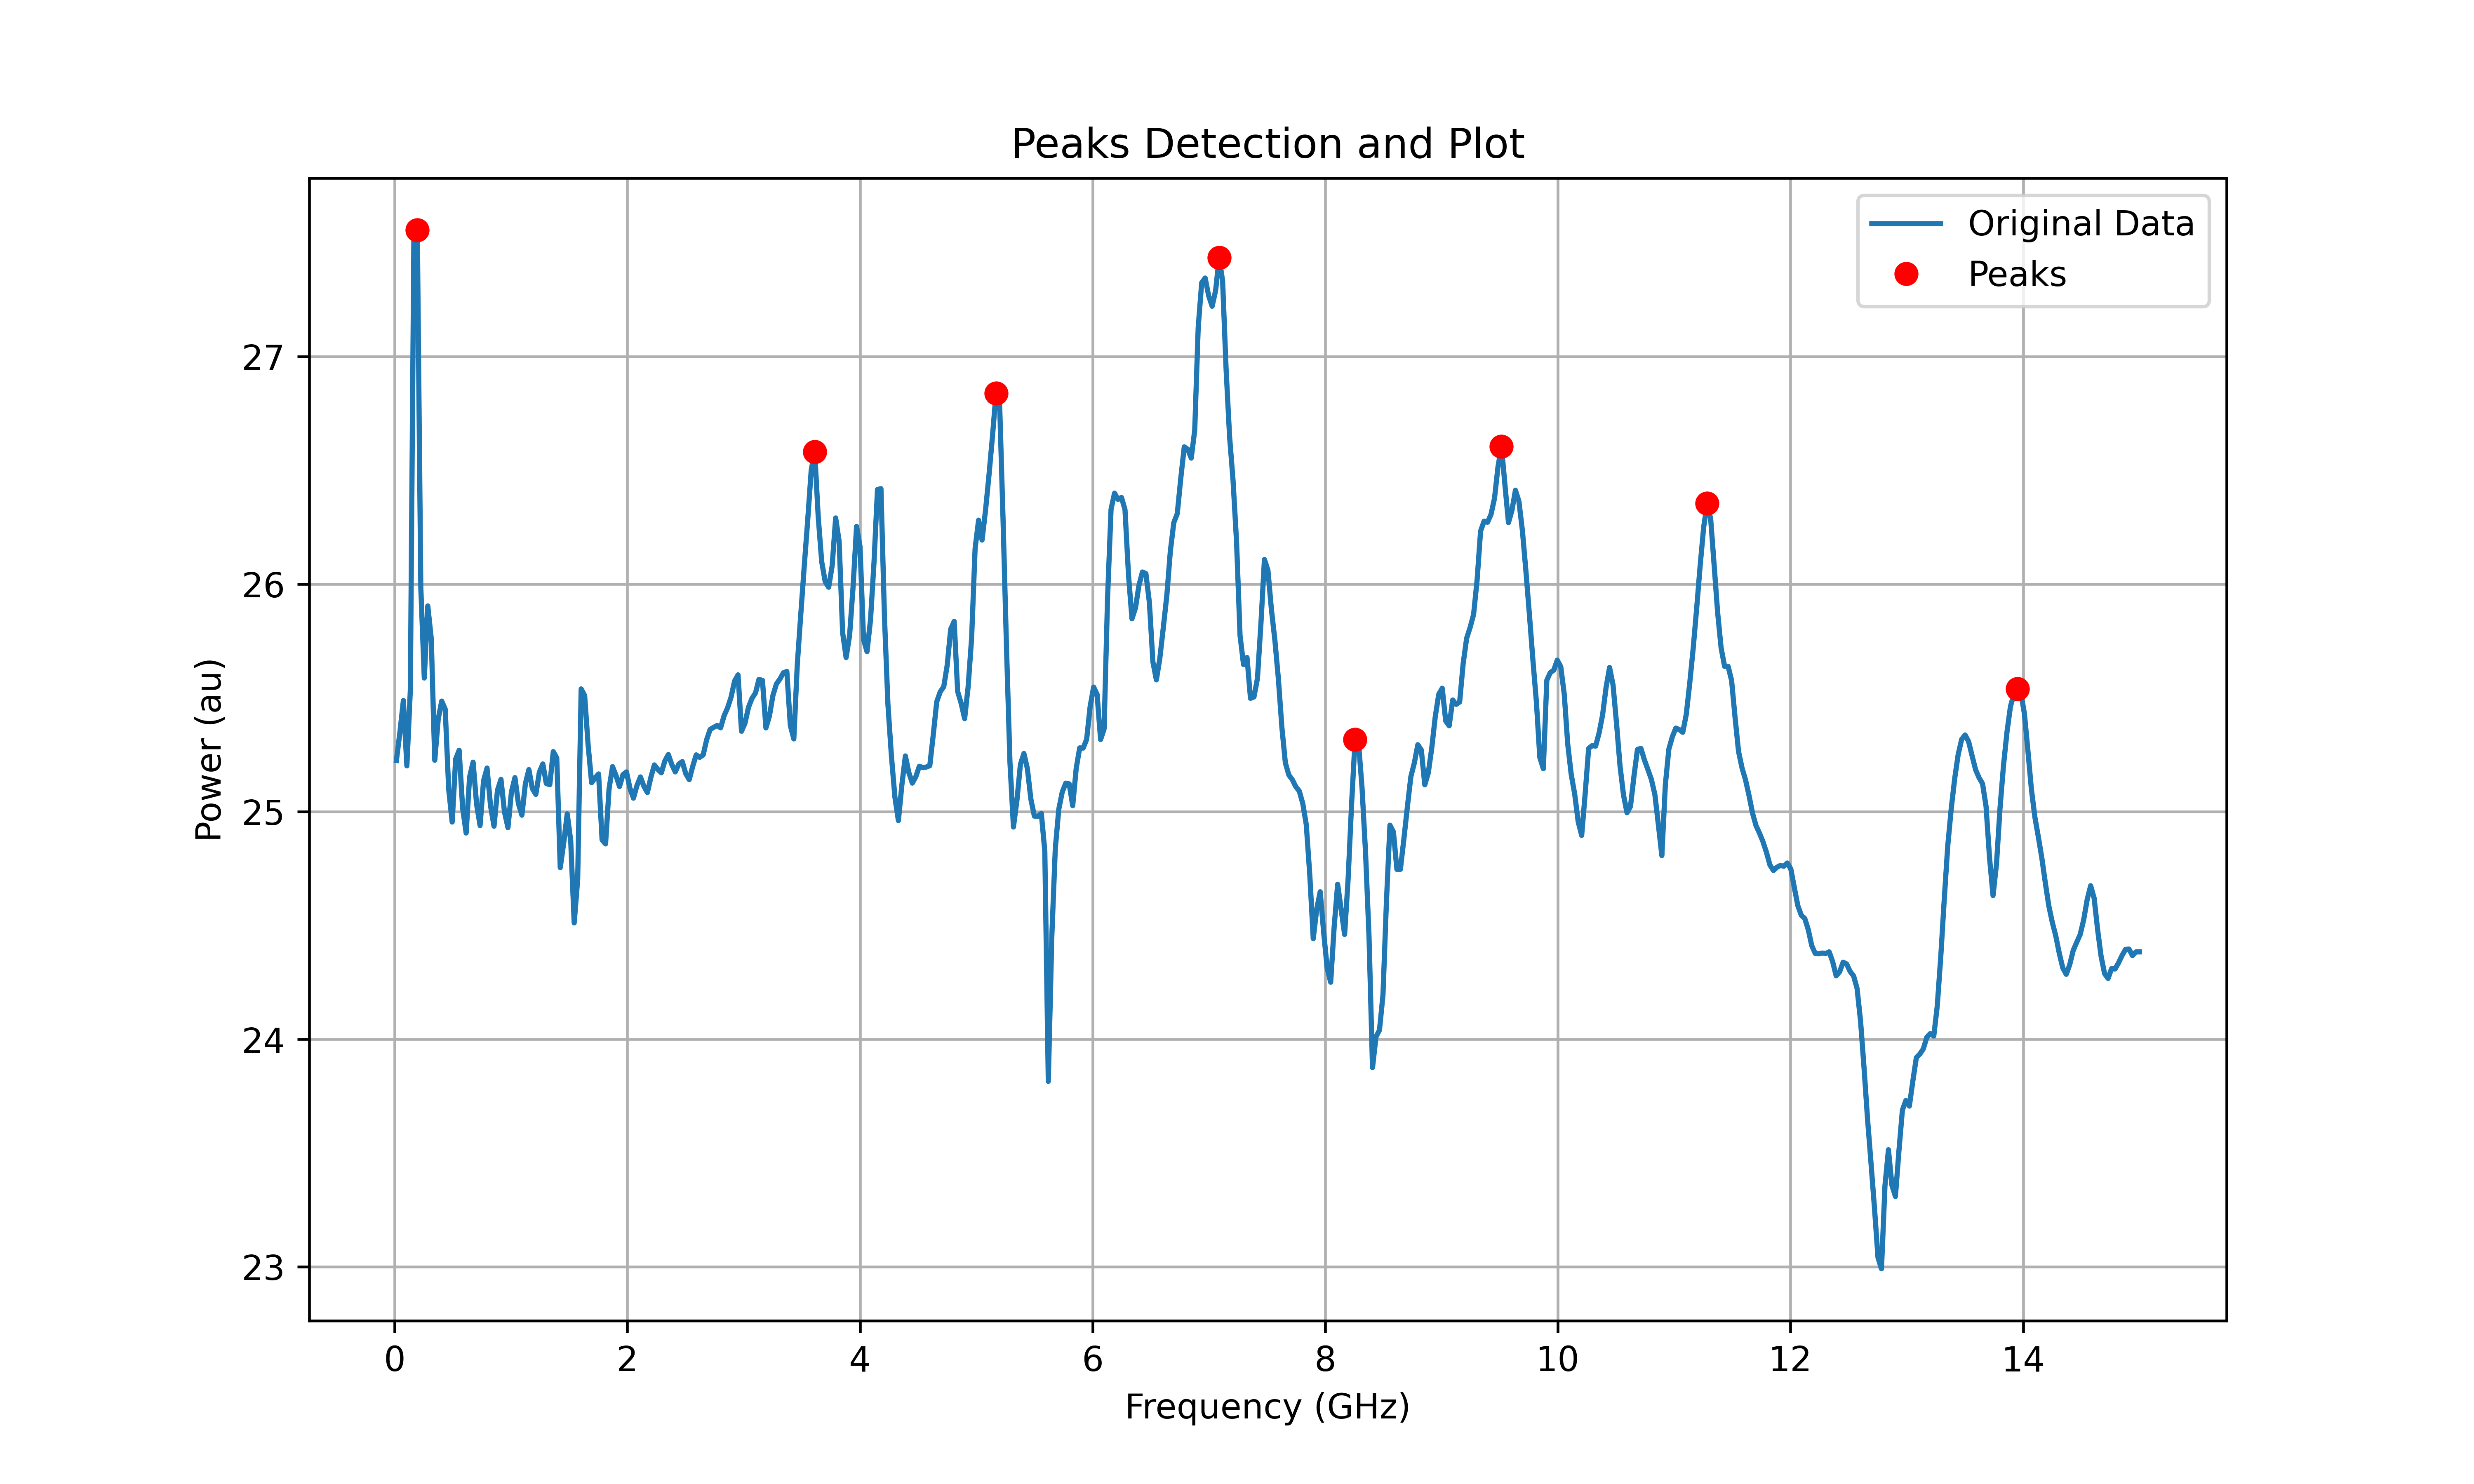 Peaks Detection and Plot
Original Data
Peaks
27
26
25
24
23
Power (au)
0 2 4 6 8 10 12 14
Frequency (GHz)